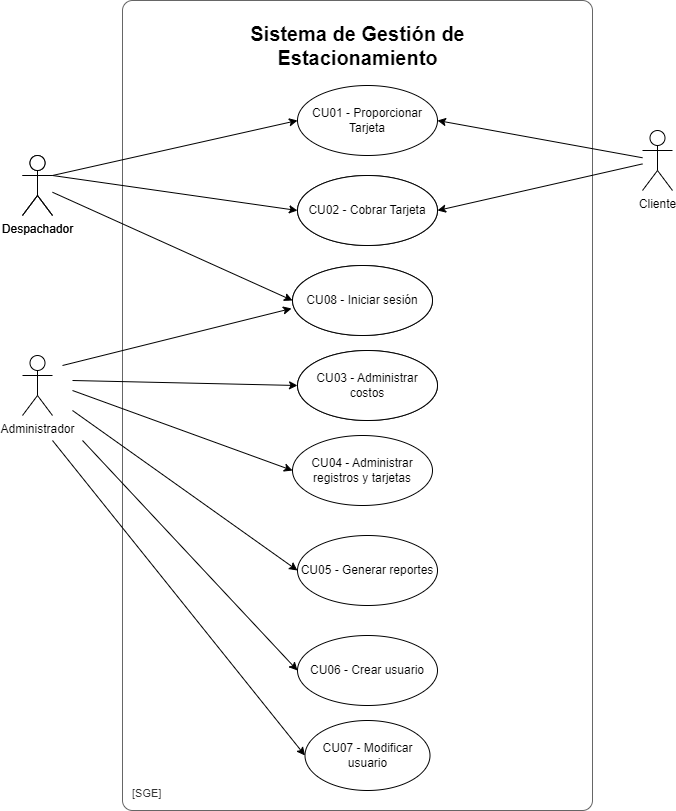 Sistema de Gestión de
Estacionamiento
CU01 - Proporcionar
Tarjeta
Despachador
CU02 - Cobrar Tarjeta
Cliente
CU08 - Iniciar sesión
Administrador
CU03 - Administrar
costos
CU04 - Administrar
registros y tarjetas
CU05 - Generar reportes
CU06 - Crear usuario
CU07 - Modificar
usuario
[SGE]